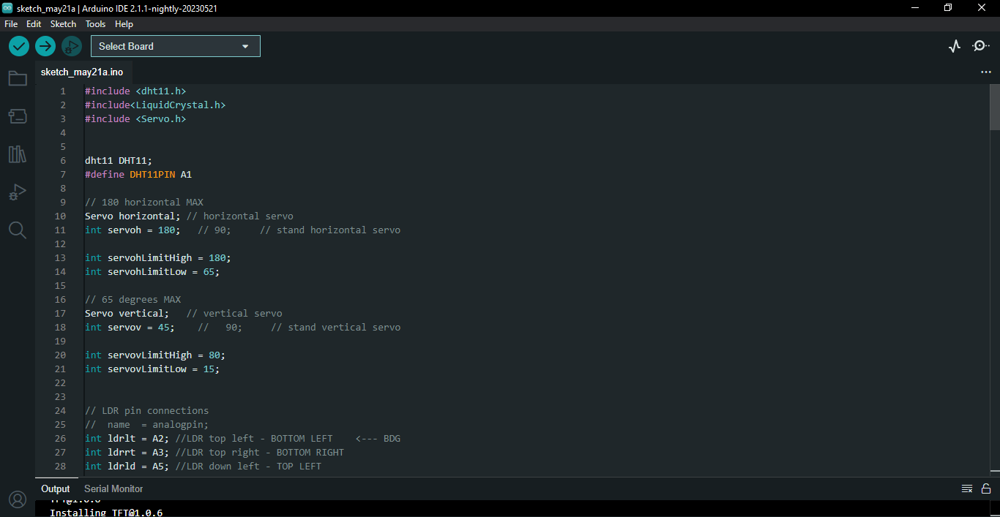 sketch_may21a | Arduino IDE 2.1.1-nightly-20230521
File Edit Sketch Tools Help
Select Board
sketch_may21a.ino
1 #include <dht11.h>
2 #include<LiquidCrystal.h>
3 #include <Servo.h>
4
5
6 dht11 DHT11;
7 #define DHT11PIN A1
8
9 // 180 horizontal MAX
10 Servo horizontal; // horizontal servo
11 int servoh = 180;   // 90;     // stand horizontal servo
12
13 int servohLimitHigh = 180;
14 int servohLimitLow = 65;
15
16 // 65 degrees MAX
17 Servo vertical;   // vertical servo
18 int servov = 45;    //   90;     // stand vertical servo
19
20 int servovLimitHigh = 80;
21 int servovLimitLow = 15;
22
23
24 // LDR pin connections
25 //  name  = analogpin;
26 int ldrlt = A2; //LDR top left - BOTTOM LEFT    <--- BDG
27 int ldrrt = A3; //LDR top right - BOTTOM RIGHT
28 int ldrld = A5; //LDR down left - TOP LEFT
Output Serial Monitor
TFT@1.0.6
Installing TFT@1.0.6